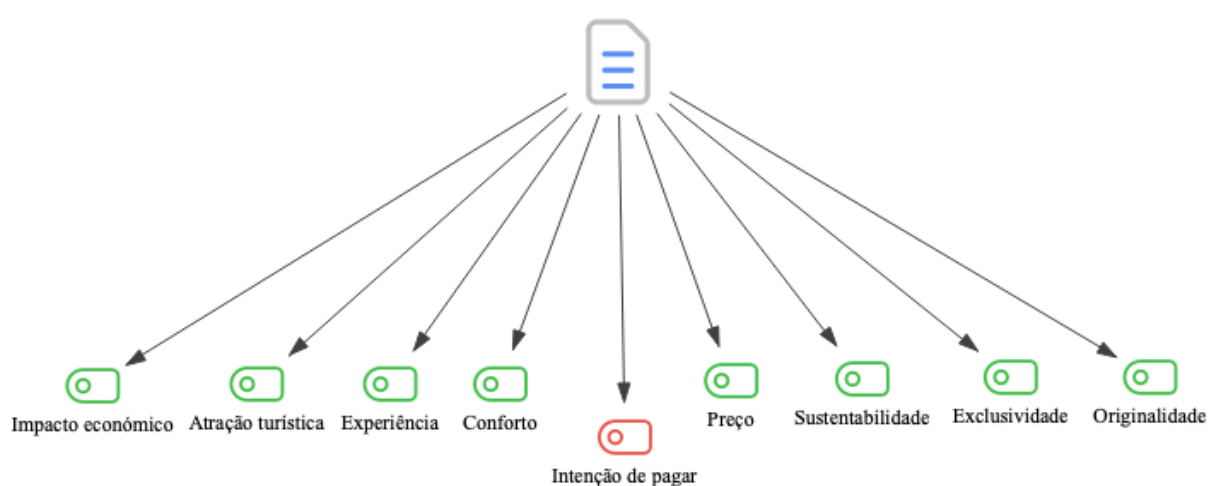 Impacto económico
Atração turística
Experiência
Conforto
Intenção de pagar
Preço
Sustentabilidade
Exclusividade
Originalidade